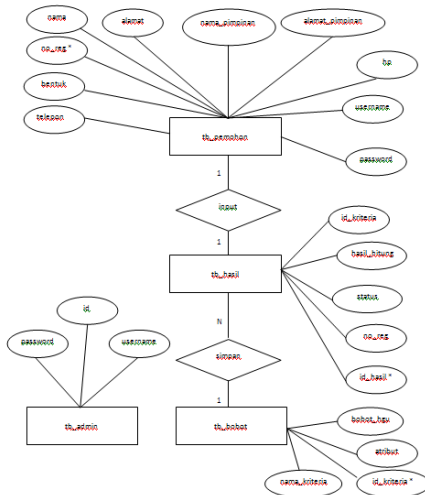 nama
alamat
nama_pimpinan
alamat_pimpinan
no_reg *
hp
bentuk
username
telepon
tb_pemohon
password
1
input
id_kriteria
1
hasil_hitung
tb_hasil
status
id
N
no_reg
password
username
simpan
id_hasil *
1
bobot_hsu
tb_admin
tb_bobot
atribut
nama_kriteria
id_kriteria *